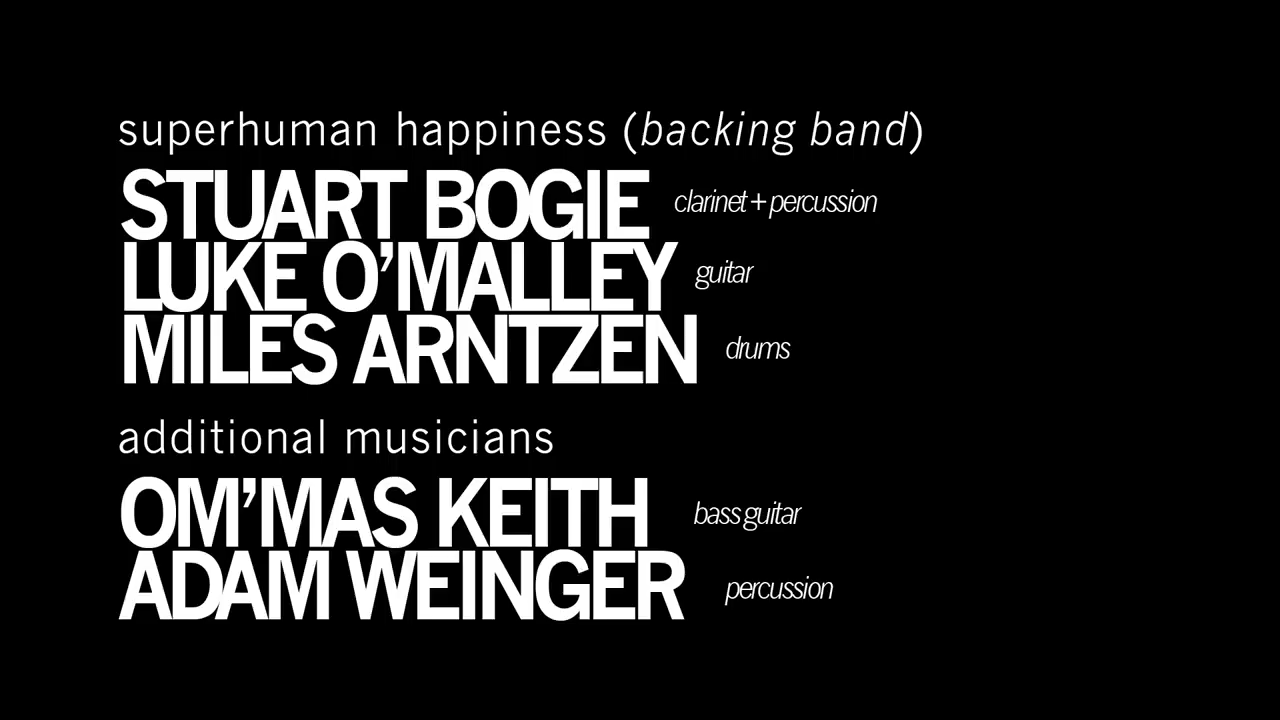 superhuman happiness (backing band)
STUART BOGIE clarinet + percussion
LUKE O’MALLEY guitar
MILES ARNTZEN drums
additional musicians
OM’MAS KEITH bass guitar
ADAM WEINGER percussion